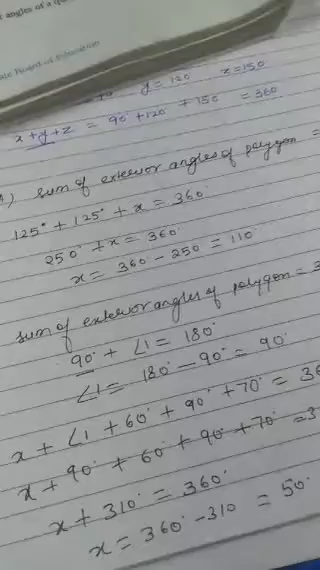 angles of a
Board of Education
y = 120 z = 150
x + y + z = 90° + 120 + 150 = 360
) sum of exterior angles of polygon =
125° + 125° + x = 360°
250° + x = 360°
x = 360 - 250 = 110°
sum of exterior angles of polygon = 3
90° + ∠1 = 180°
∠1 = 180° - 90° = 90°
x + ∠1 + 60° + 90° + 70° = 36
x + 90° + 60° + 90° + 70° = 3
x + 310° = 360°
x = 360° - 310 = 50°